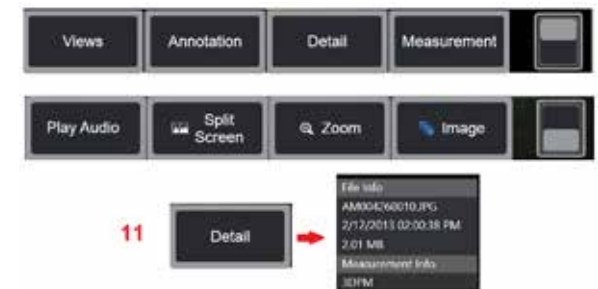 Views Annotation Detail Measurement
Play Audio Split Screen Zoom Image
11 Detail
File Info
AM004260010.JPG
2/12/2013 02:00:38 PM
2.01 MB
Measurement Info
3DPM